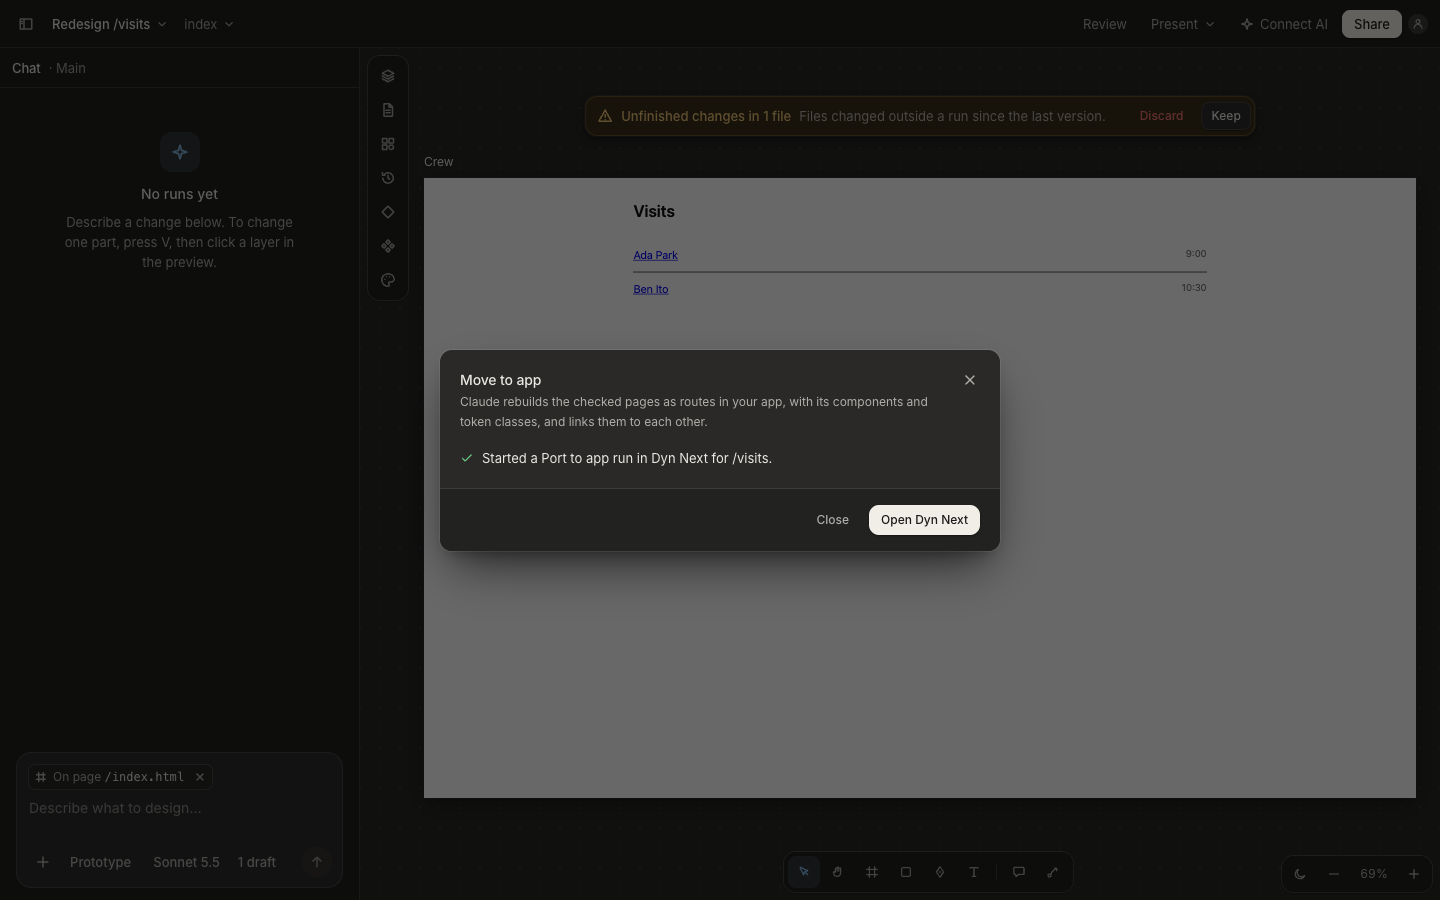 Redesign /visits
index
Review
Present
Connect AI
Share
Chat · Main
Unfinished changes in 1 file Files changed outside a run since the last version.
Discard
Keep
No runs yet
Describe a change below. To change
one part, press V, then click a layer in
the preview.
Crew
Visits
Ada Park 9:00
Ben Ito 10:30
Move to app
Claude rebuilds the checked pages as routes in your app, with its components and
token classes, and links them to each other.
Started a Port to app run in Dyn Next for /visits.
Close
Open Dyn Next
On page /index.html
Describe what to design...
Prototype
Sonnet 5.5
1 draft
69%